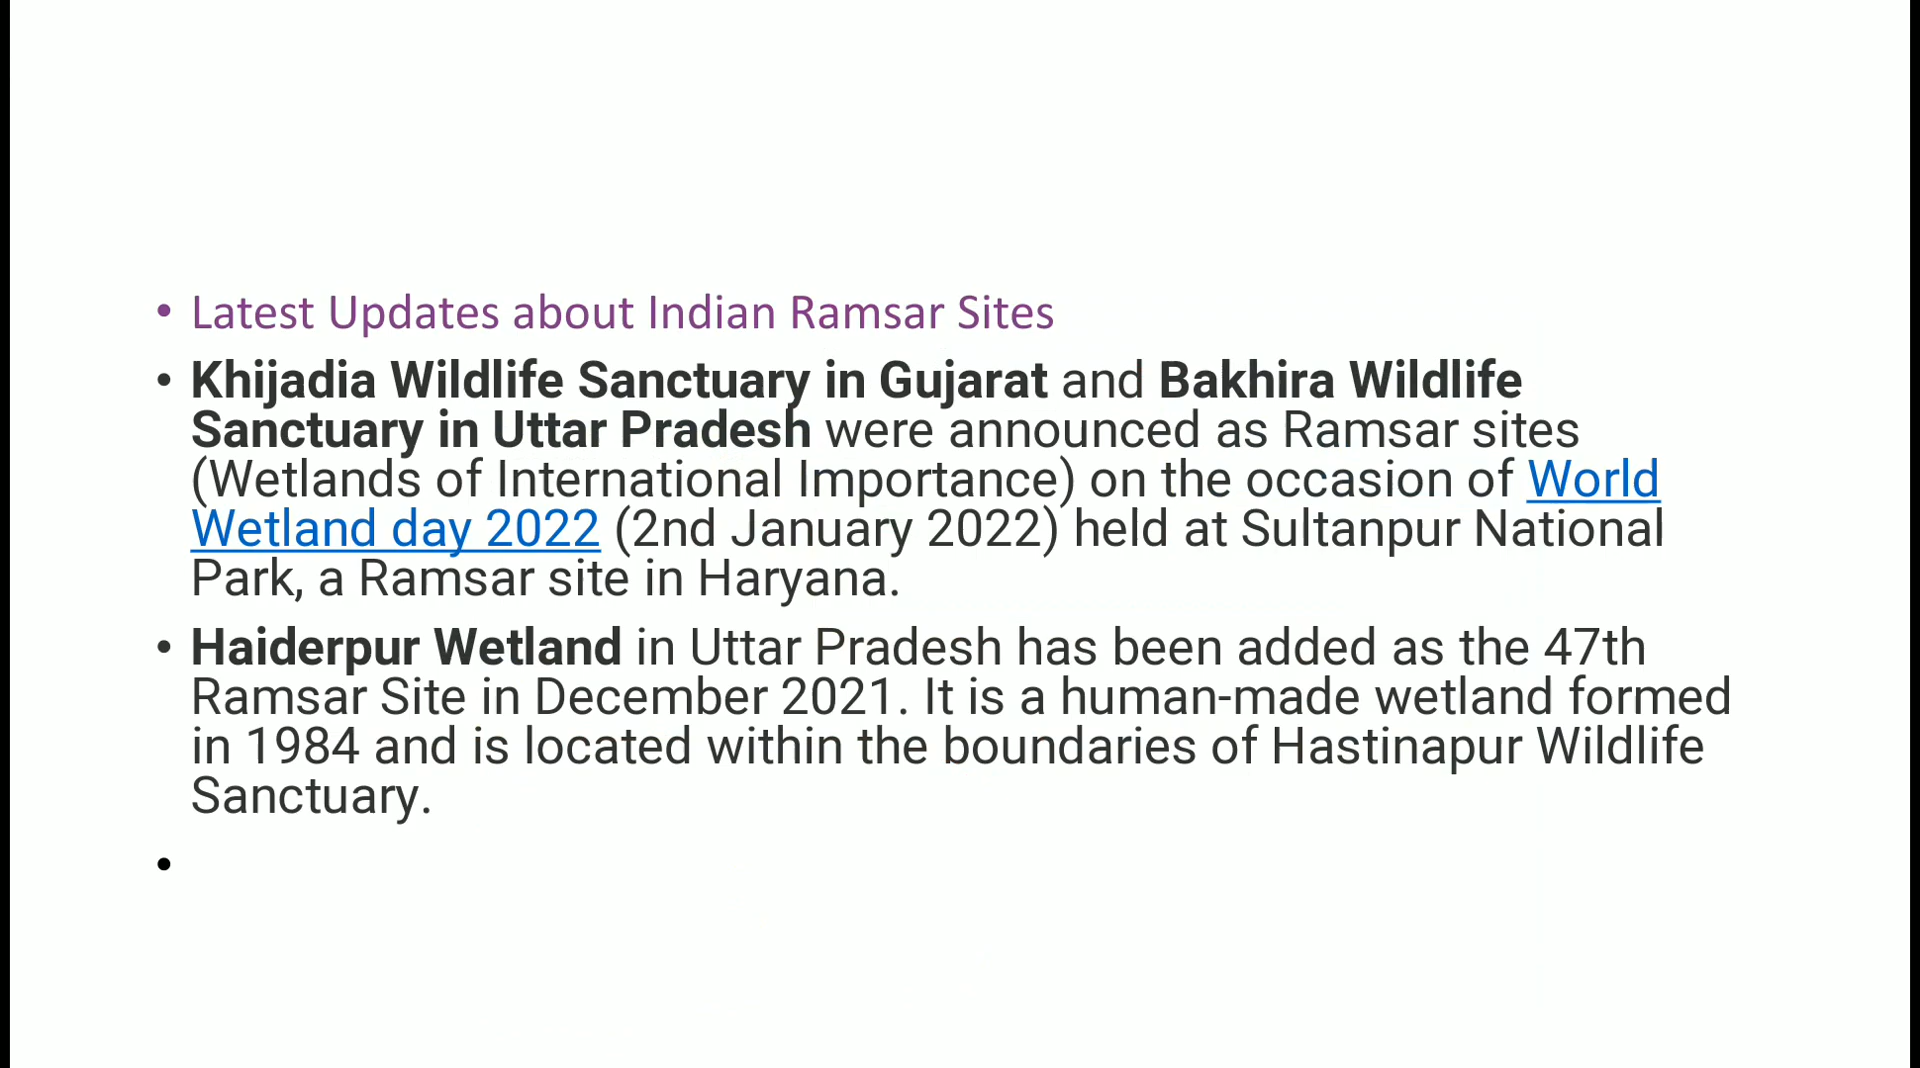 • Latest Updates about Indian Ramsar Sites
• Khijadia Wildlife Sanctuary in Gujarat and Bakhira Wildlife
Sanctuary in Uttar Pradesh were announced as Ramsar sites
(Wetlands of International Importance) on the occasion of World
Wetland day 2022 (2nd January 2022) held at Sultanpur National
Park, a Ramsar site in Haryana.
• Haiderpur Wetland in Uttar Pradesh has been added as the 47th
Ramsar Site in December 2021. It is a human-made wetland formed
in 1984 and is located within the boundaries of Hastinapur Wildlife
Sanctuary.
•